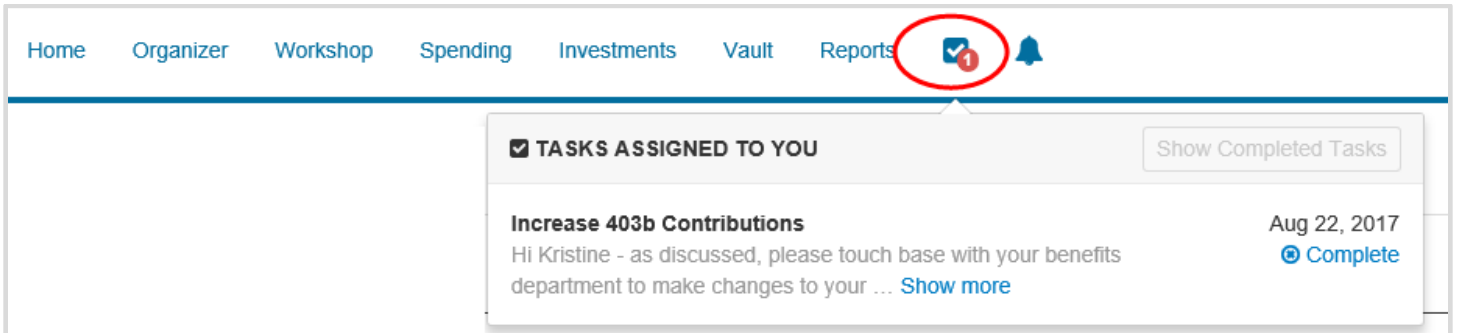 Home Organizer Workshop Spending Investments Vault Reports 1
TASKS ASSIGNED TO YOU Show Completed Tasks
Increase 403b Contributions Aug 22, 2017
Hi Kristine - as discussed, please touch base with your benefits Complete
department to make changes to your … Show more